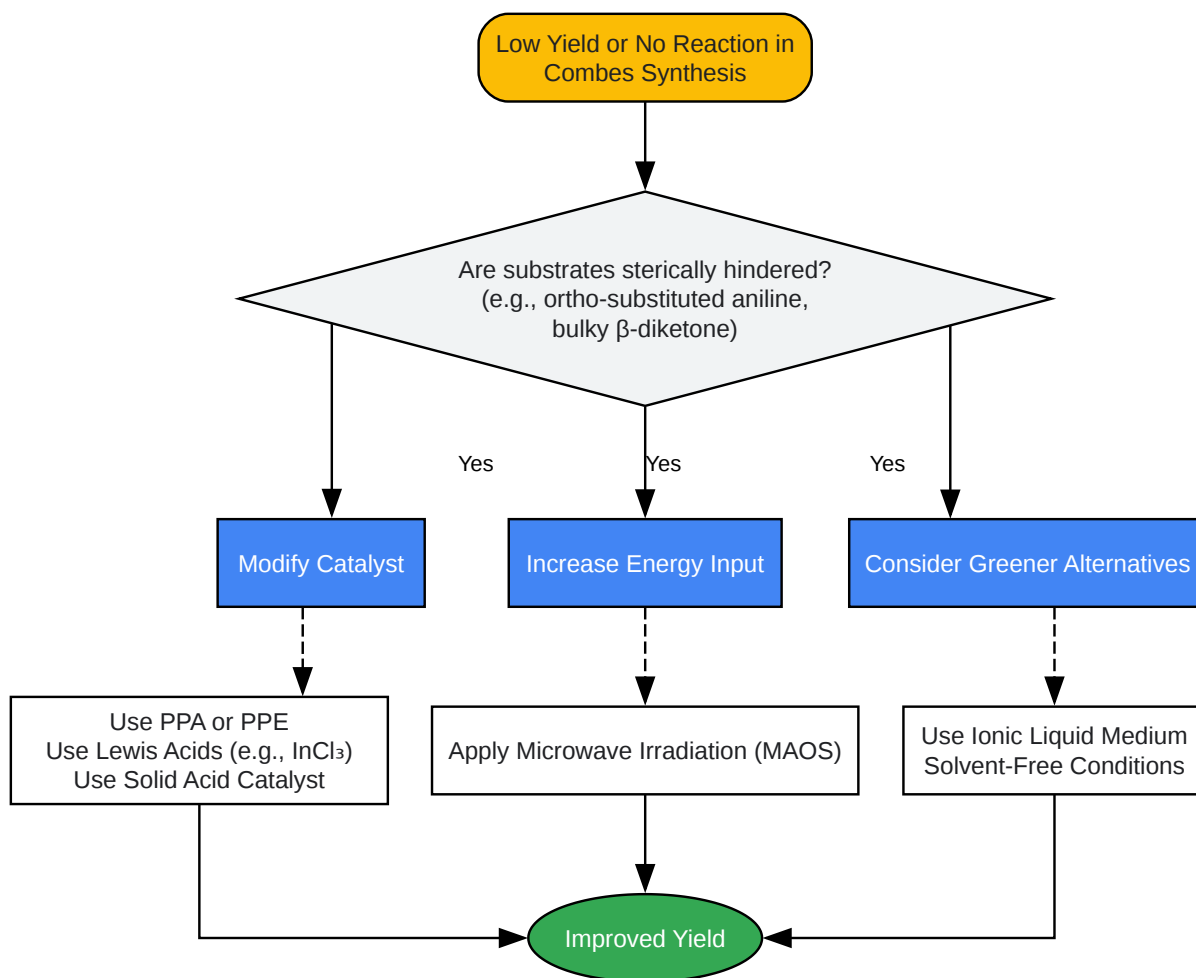 Low Yield or No Reaction in
Combes Synthesis
Are substrates sterically hindered?
(e.g., ortho-substituted aniline,
bulky β-diketone)
Yes
Yes
Yes
Modify Catalyst
Increase Energy Input
Consider Greener Alternatives
Use PPA or PPE
Use Lewis Acids (e.g., InCl₃)
Use Solid Acid Catalyst
Apply Microwave Irradiation (MAOS)
Use Ionic Liquid Medium
Solvent-Free Conditions
Improved Yield